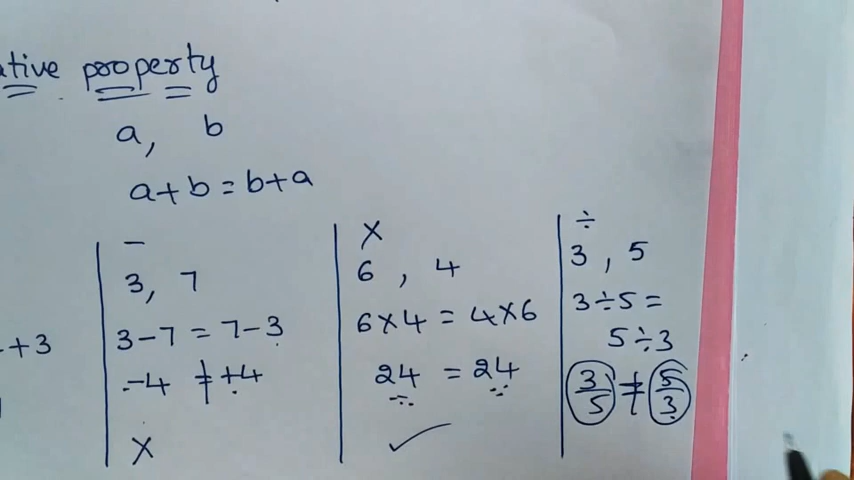 ative property
a, b
a+b = b+a
+3
−
3, 7
3-7 = 7-3
-4 ≠ +4
X
X
6 , 4
6×4 = 4×6
24 = 24
✓
÷
3 , 5
3÷5 =
5÷3
3/5 ≠ 5/3